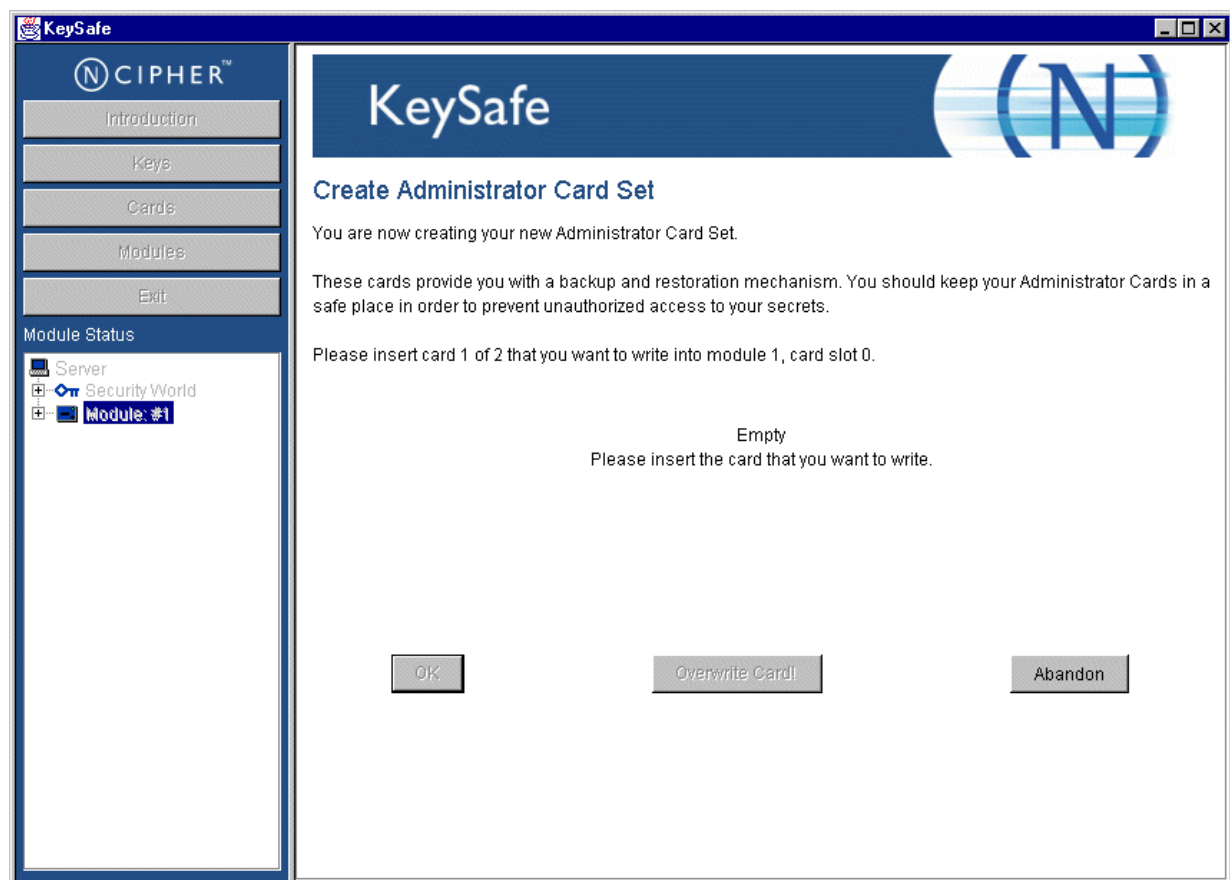 KeySafe
N CIPHER™
Introduction
Keys
Cards
Modules
Exit
Module Status
Server
Security World
Module: #1
KeySafe
(N)
Create Administrator Card Set
You are now creating your new Administrator Card Set.
These cards provide you with a backup and restoration mechanism. You should keep your Administrator Cards in a
safe place in order to prevent unauthorized access to your secrets.
Please insert card 1 of 2 that you want to write into module 1, card slot 0.
Empty
Please insert the card that you want to write.
OK
Overwrite Card!
Abandon